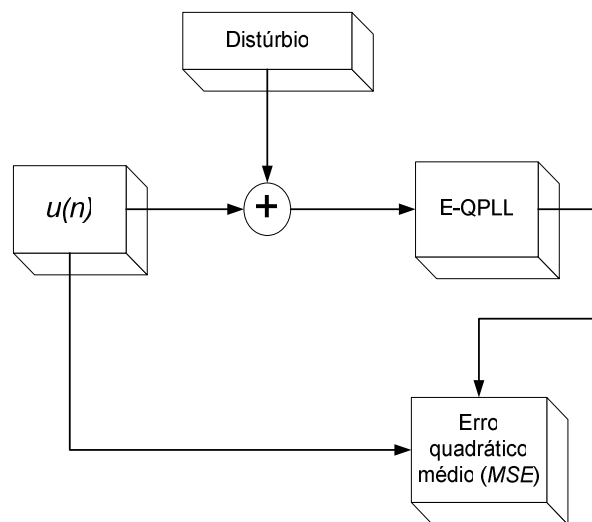 Distúrbio
u(n)
+
E-QPLL
Erro
quadrático
médio (MSE)